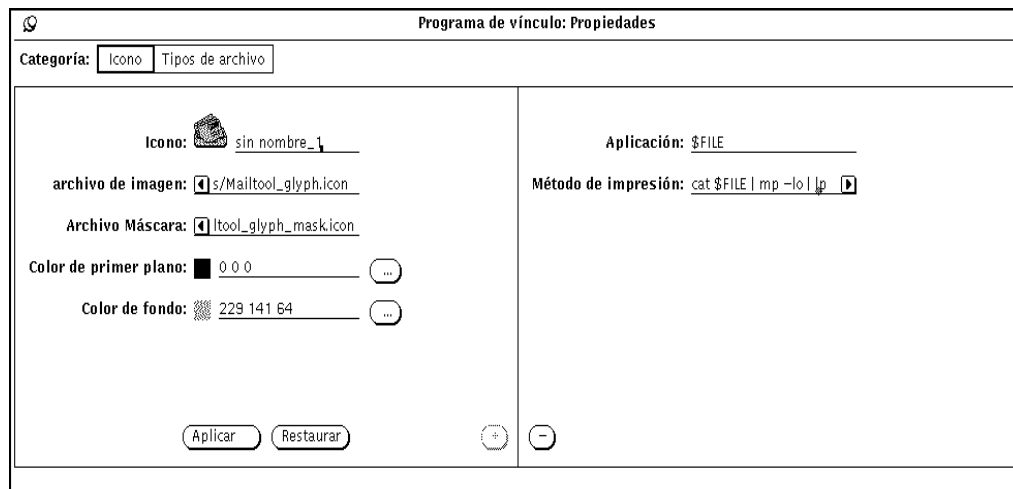 Programa de vínculo: Propiedades
Categoría: Icono Tipos de archivo
Icono: sin nombre_1
archivo de imagen: s/Mailtool_glyph.icon
Archivo Máscara: ltool_glyph_mask.icon
Color de primer plano: 0 0 0 ...
Color de fondo: 229 141 64 ...
Aplicar Restaurar + −
Aplicación: $FILE
Método de impresión: cat $FILE | mp –lo | lp